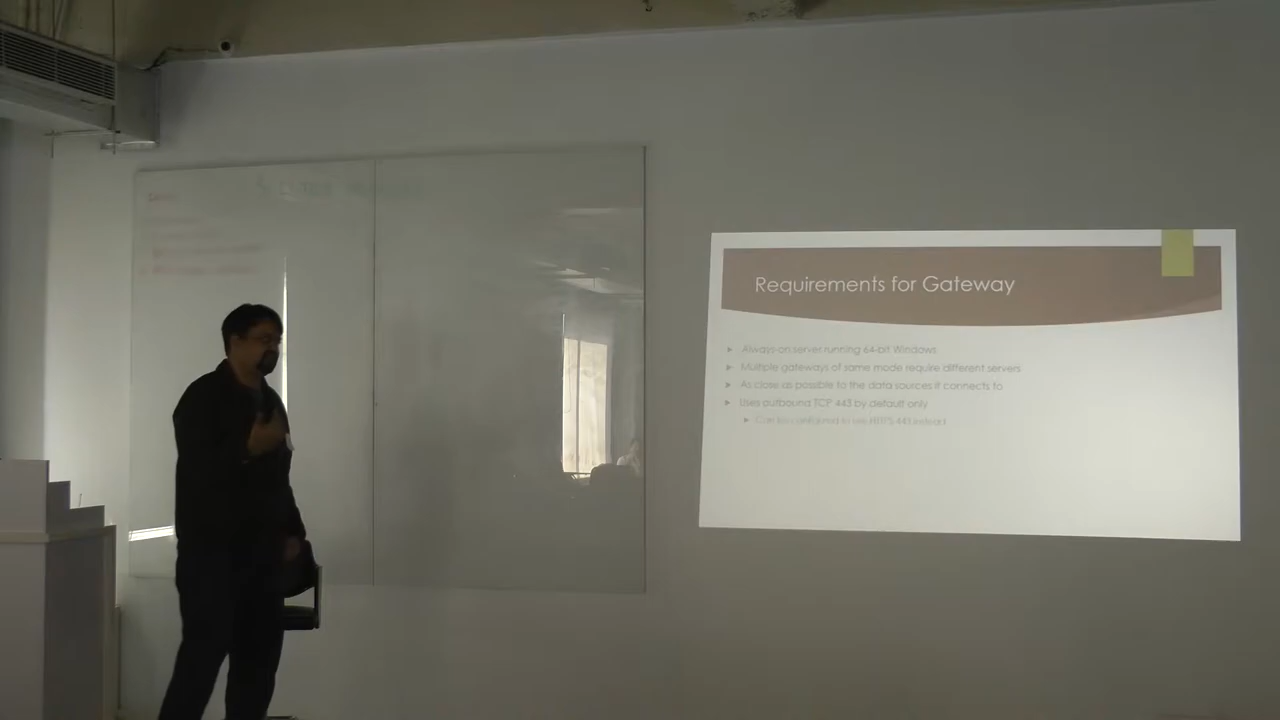 Requirements for Gateway
Always-on server running 64-bit Windows
Multiple gateways of same mode require different servers
As close as possible to the data sources it connects to
Uses outbound TCP 443 by default only
Can be configured to use HTTPS 443 instead